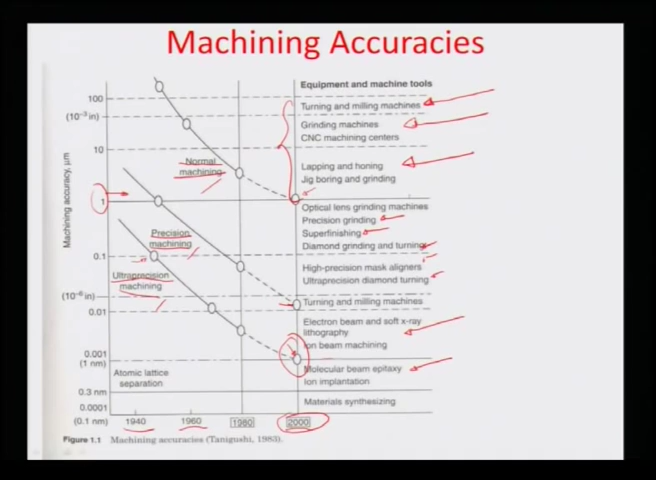 Machining Accuracies
Equipment and machine tools
100
Turning and milling machines
(10⁻³ in)
Grinding machines
CNC machining centers
10
Normal
machining
Lapping and honing
Jig boring and grinding
Machining accuracy, µm
1
Optical lens grinding machines
Precision grinding
Superfinishing
Diamond grinding and turning
Precision
machining
0.1
High-precision mask aligners
Ultraprecision diamond turning
Ultraprecision
machining
(10⁻⁶ in)
Turning and milling machines
0.01
Electron beam and soft x-ray
lithography
Ion beam machining
0.001
(1 nm)
Molecular beam epitaxy
Ion implantation
Atomic lattice
separation
0.3 nm
Materials synthesizing
0.0001
(0.1 nm)
1940 1960 1980 2000
Figure 1.1 Machining accuracies (Tanigushi, 1983).